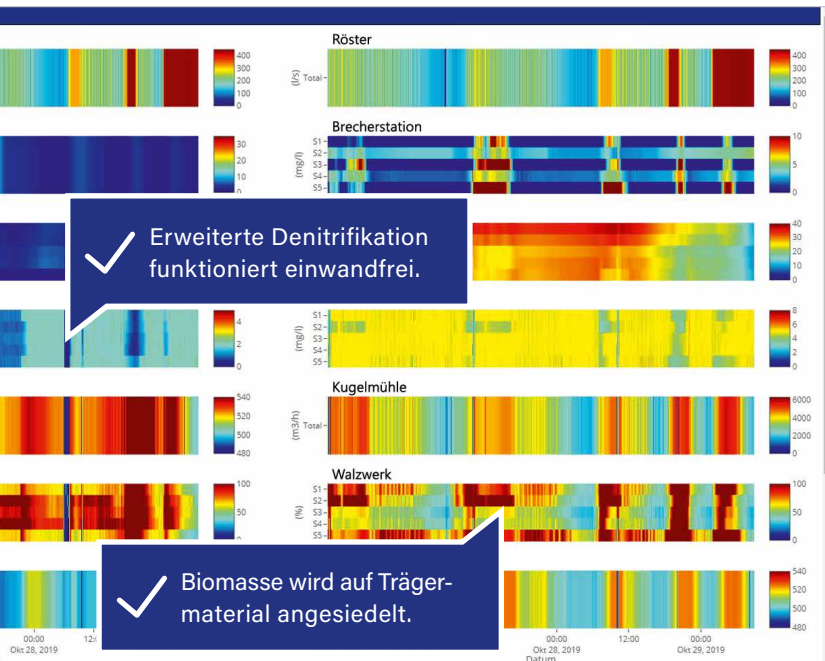 Röster
400
300
200
100
0
(l/s)
Total
400
300
200
100
0
Brecherstation
30
20
10
0
(mg/l)
S1
S2
S3
S4
S5
10
5
0
Erweiterte Denitrifikation
funktioniert einwandfrei.
40
30
20
10
0
4
2
0
(mg/l)
S1
S2
S3
S4
S5
8
6
4
2
0
Kugelmühle
540
520
500
480
(m3/h)
Total
6000
4000
2000
0
Walzwerk
100
50
(%)
S1
S2
S3
S4
S5
100
50
0
Biomasse wird auf Träger-
material angesiedelt.
540
520
500
480
00:00
Okt 28, 2019
00:00
Okt 28, 2019
12:00
00:00
Okt 29, 2019
Datum